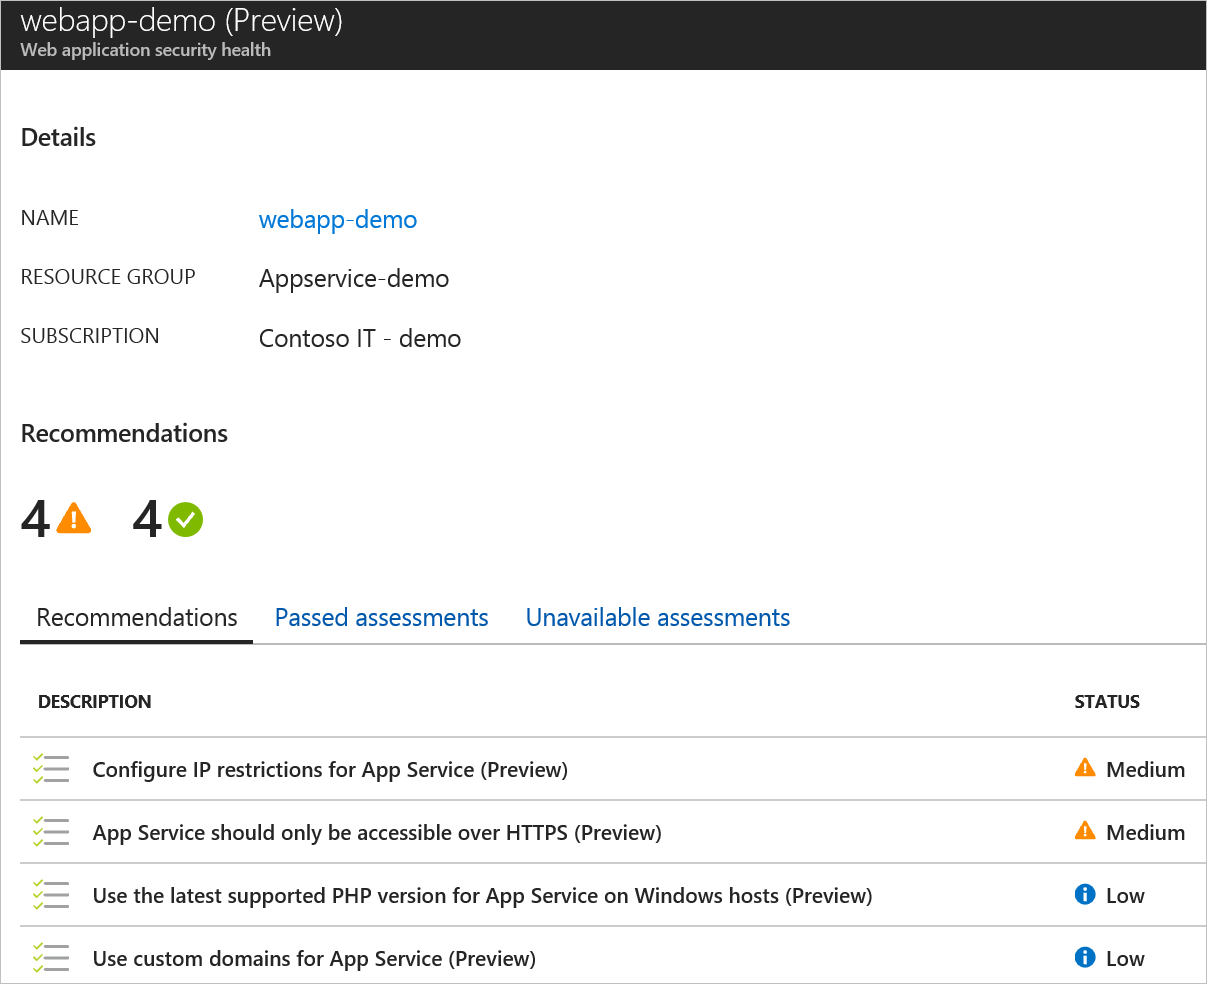 webapp-demo (Preview)
Web application security health
Details
NAME webapp-demo
RESOURCE GROUP Appservice-demo
SUBSCRIPTION Contoso IT - demo
Recommendations
4 4
Recommendations Passed assessments Unavailable assessments
DESCRIPTION STATUS
Configure IP restrictions for App Service (Preview) Medium
App Service should only be accessible over HTTPS (Preview) Medium
Use the latest supported PHP version for App Service on Windows hosts (Preview) Low
Use custom domains for App Service (Preview) Low